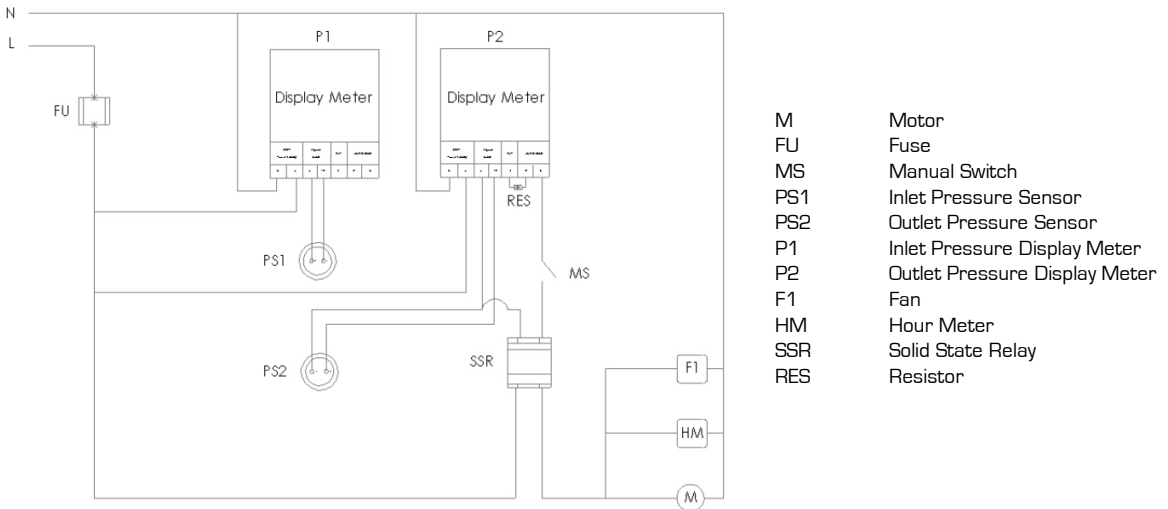 N
L
P1
P2
Display Meter
Display Meter
FU
RES
PS1
MS
PS2
SSR
F1
HM
M
M Motor
FU Fuse
MS Manual Switch
PS1 Inlet Pressure Sensor
PS2 Outlet Pressure Sensor
P1 Inlet Pressure Display Meter
P2 Outlet Pressure Display Meter
F1 Fan
HM Hour Meter
SSR Solid State Relay
RES Resistor